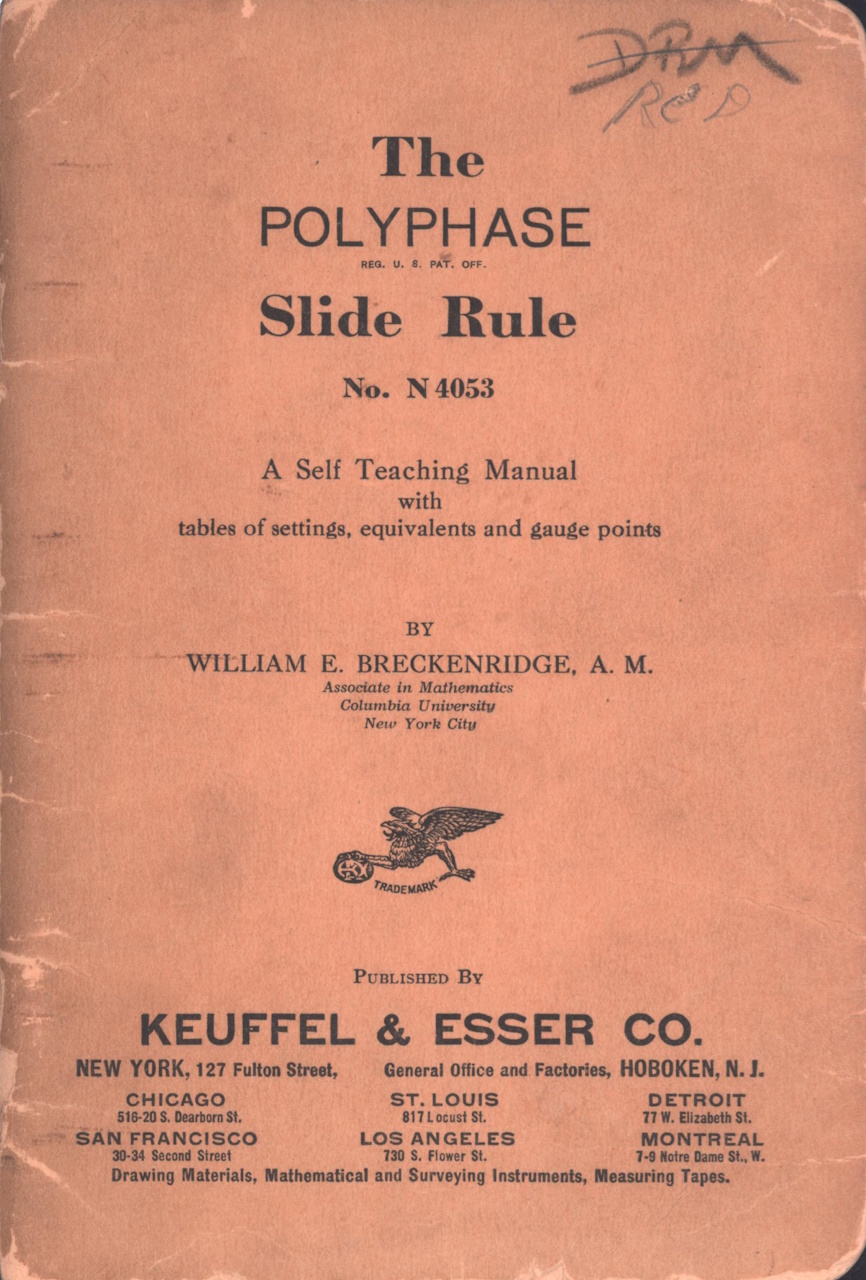 DRM
RCD
The
POLYPHASE
REG. U. S. PAT. OFF.
Slide Rule
No. N 4053
A Self Teaching Manual
with
tables of settings, equivalents and gauge points
BY
WILLIAM E. BRECKENRIDGE, A. M.
Associate in Mathematics
Columbia University
New York City
TRADEMARK
PUBLISHED BY
KEUFFEL & ESSER CO.
NEW YORK, 127 Fulton Street, General Office and Factories, HOBOKEN, N. J.
CHICAGO ST. LOUIS DETROIT
516-20 S. Dearborn St. 817 Locust St. 77 W. Elizabeth St.
SAN FRANCISCO LOS ANGELES MONTREAL
30-34 Second Street 730 S. Flower St. 7-9 Notre Dame St., W.
Drawing Materials, Mathematical and Surveying Instruments, Measuring Tapes.